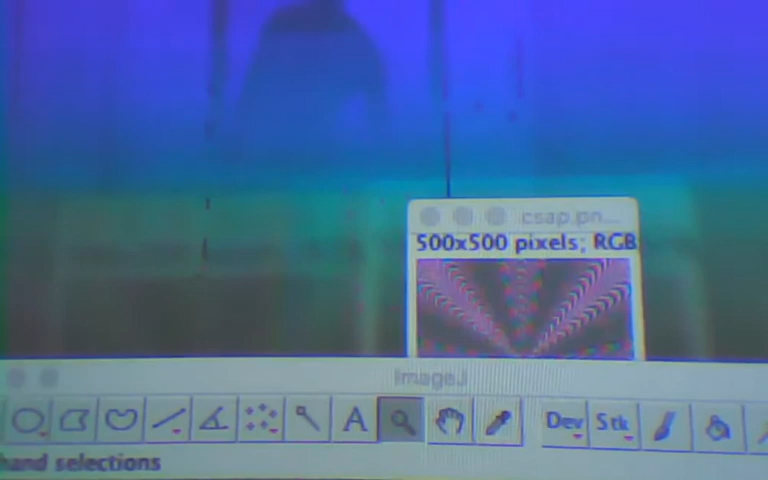 csap.pn...
500x500 pixels; RGB
ImageJ
A Dev Stk
hand selections